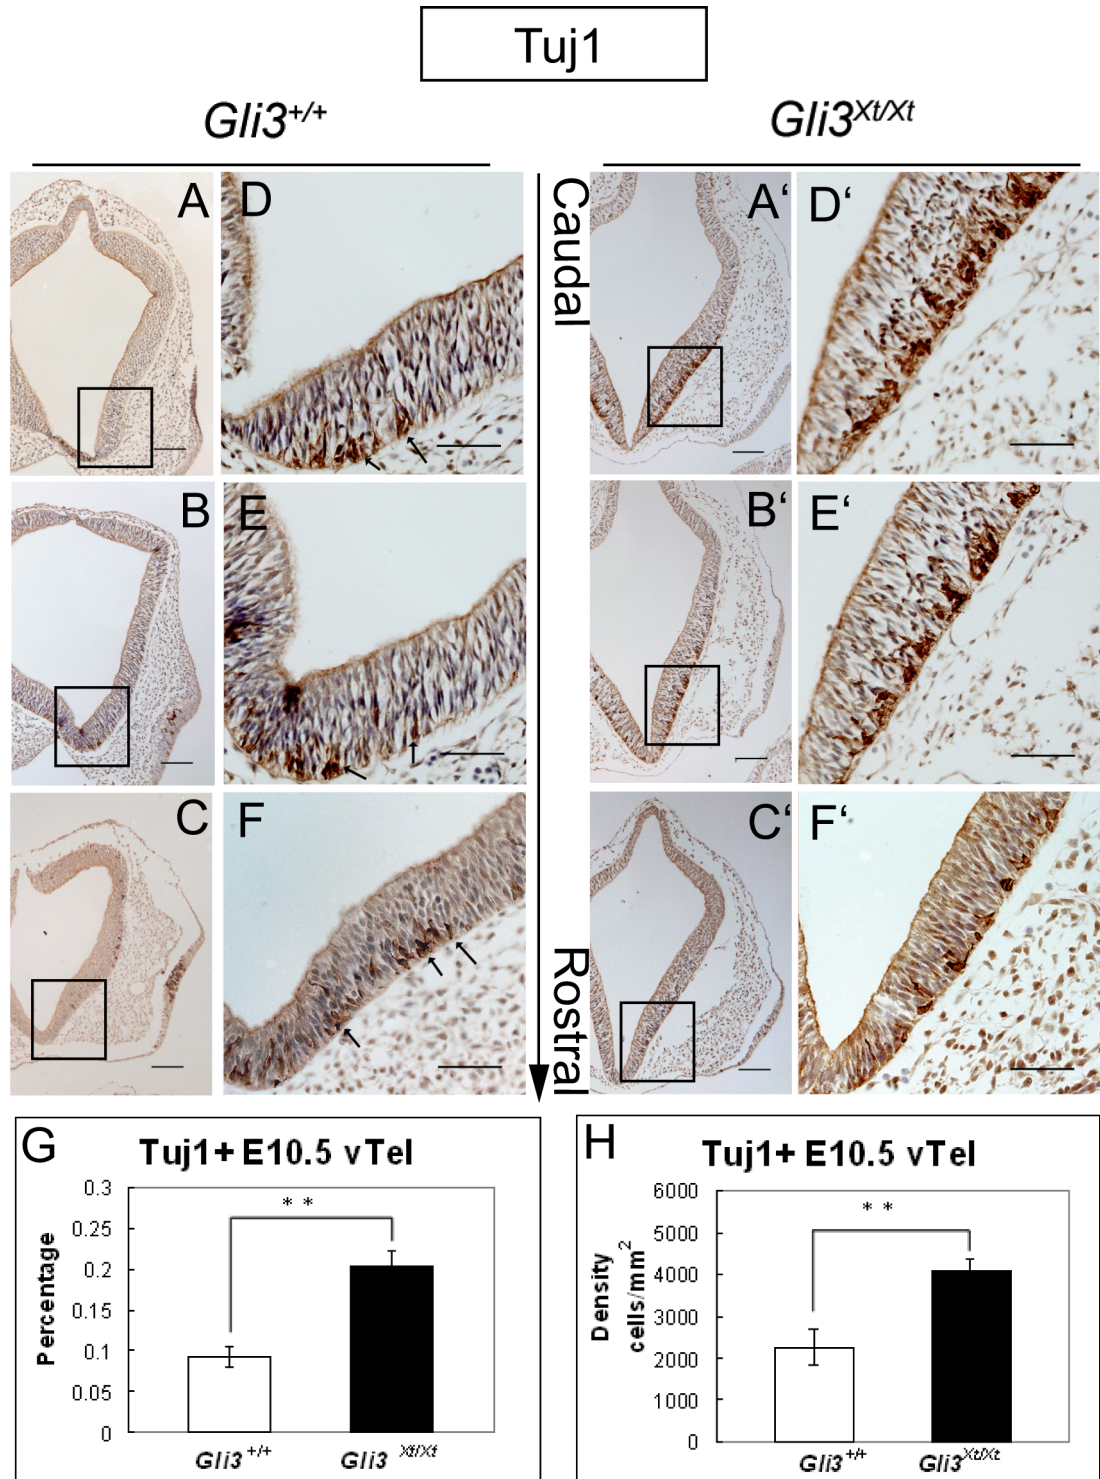 Tuj1
Gli3+/+
Gli3Xt/Xt
A
D
Caudal
A‘
D‘
B
E
B‘
E‘
C
F
Rostral
C‘
F‘
G
Tuj1+ E10.5 vTel
Percentage
0.3
0.25
0.2
0.15
0.1
0.05
0
* *
Gli3 +/+
Gli3 Xt/Xt
H
Tuj1+ E10.5 vTel
Density
cells/mm2
6000
5000
4000
3000
2000
1000
0
* *
Gli3+/+
Gli3Xt/Xt